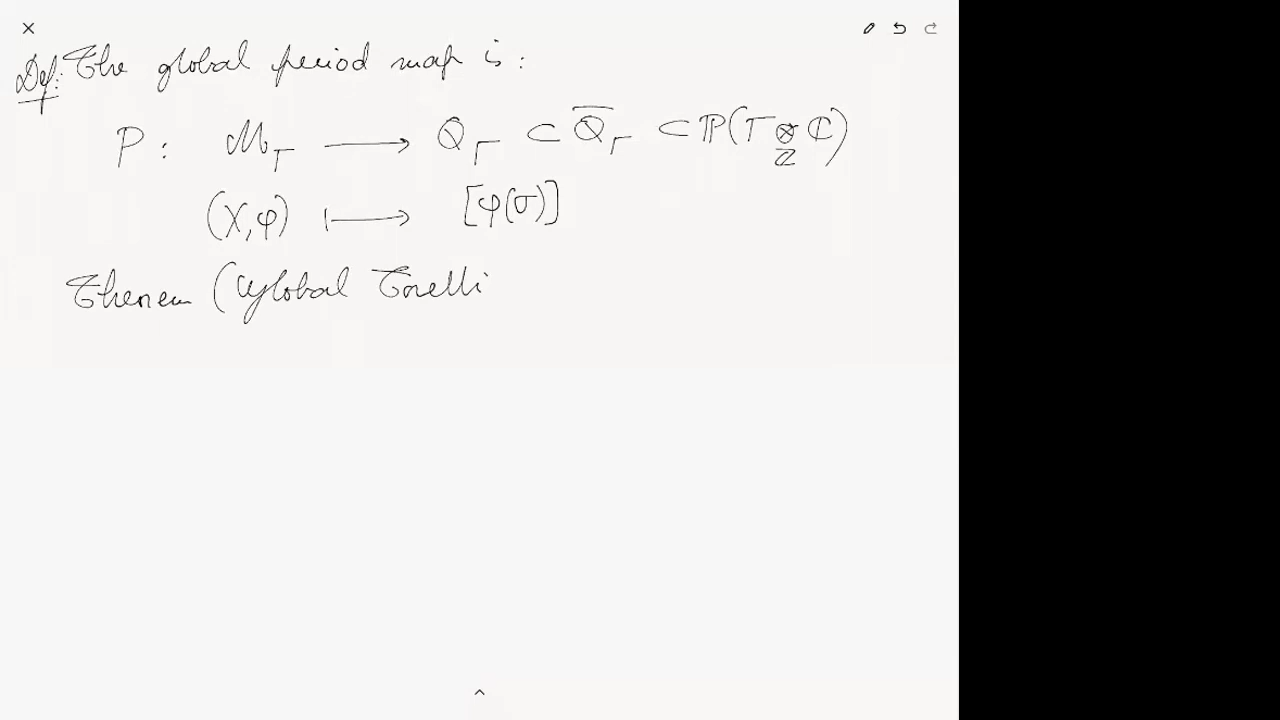 Def: The global period map is:
P: M_Γ ⟶ Q_Γ ⊂ Q̅_Γ ⊂ ℙ(Γ ⊗_ℤ ℂ)
(X,φ) ⟼ [φ(σ)]
Theorem (Global Torelli